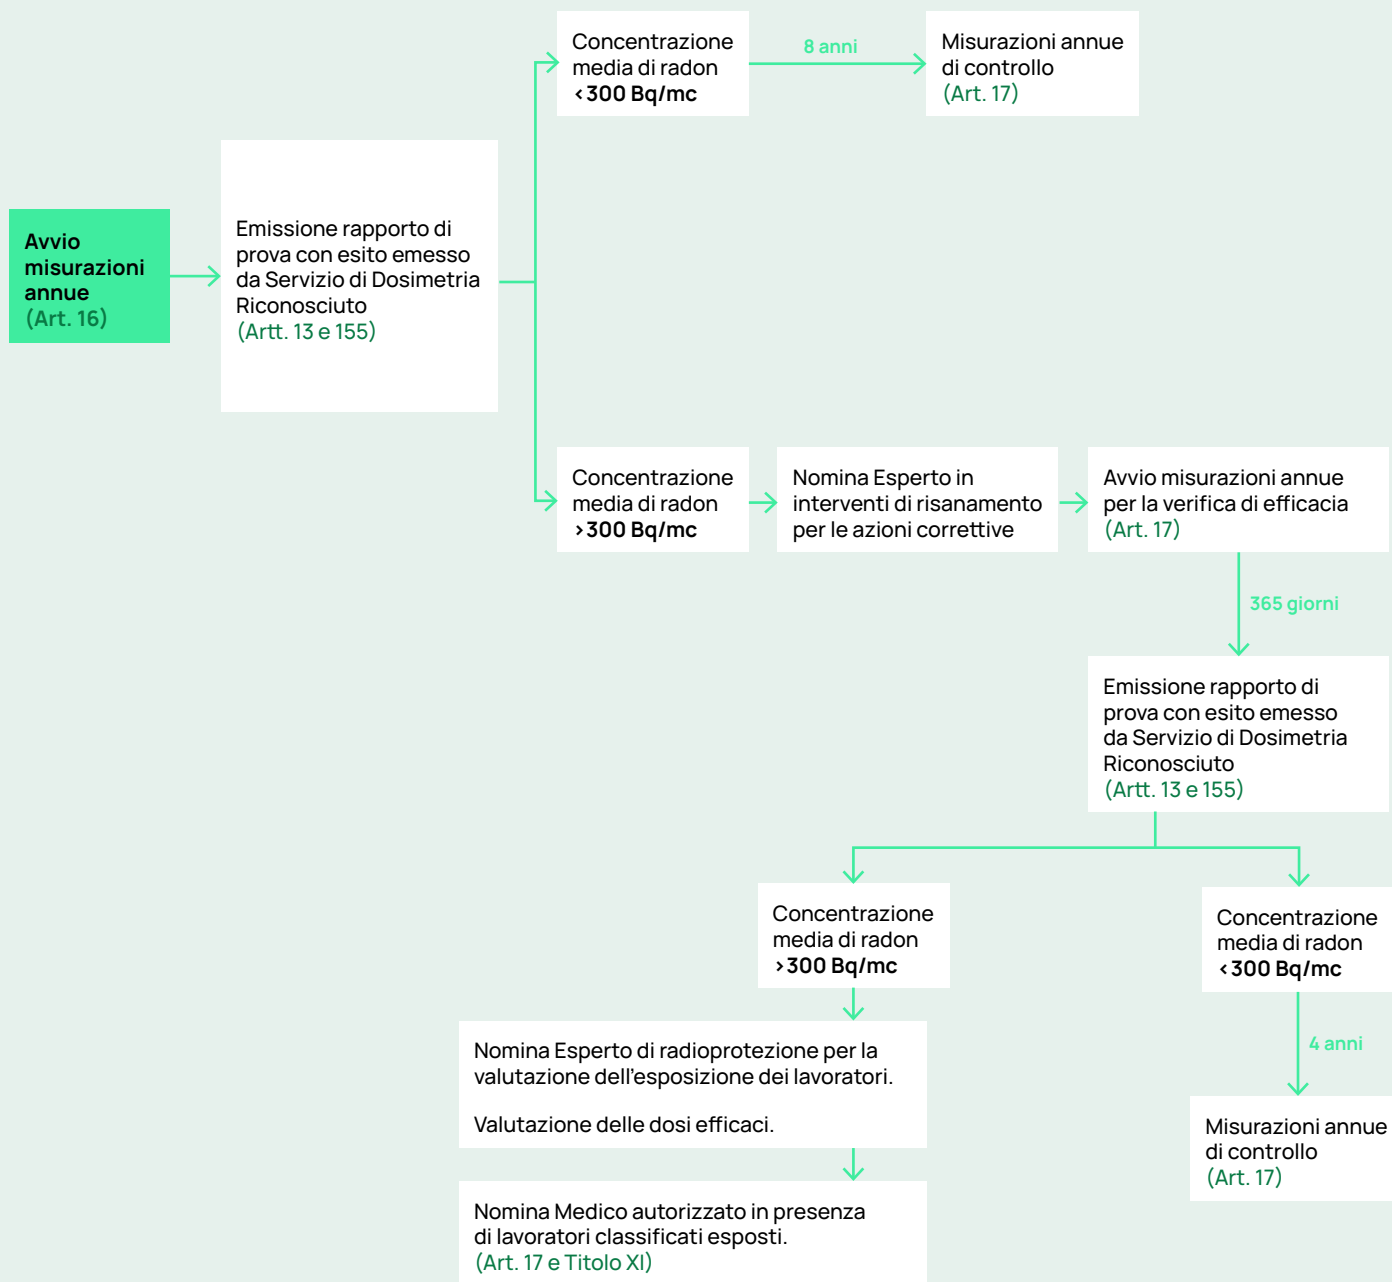 Avvio
misurazioni
annue
(Art. 16)
Emissione rapporto di
prova con esito emesso
da Servizio di Dosimetria
Riconosciuto
(Artt. 13 e 155)
Concentrazione
media di radon
<300 Bq/mc
8 anni
Misurazioni annue
di controllo
(Art. 17)
Concentrazione
media di radon
>300 Bq/mc
Nomina Esperto in
interventi di risanamento
per le azioni correttive
Avvio misurazioni annue
per la verifica di efficacia
(Art. 17)
365 giorni
Emissione rapporto di
prova con esito emesso
da Servizio di Dosimetria
Riconosciuto
(Artt. 13 e 155)
Concentrazione
media di radon
>300 Bq/mc
Nomina Esperto di radioprotezione per la
valutazione dell'esposizione dei lavoratori.
Valutazione delle dosi efficaci.
Nomina Medico autorizzato in presenza
di lavoratori classificati esposti.
(Art. 17 e Titolo XI)
Concentrazione
media di radon
<300 Bq/mc
4 anni
Misurazioni annue
di controllo
(Art. 17)